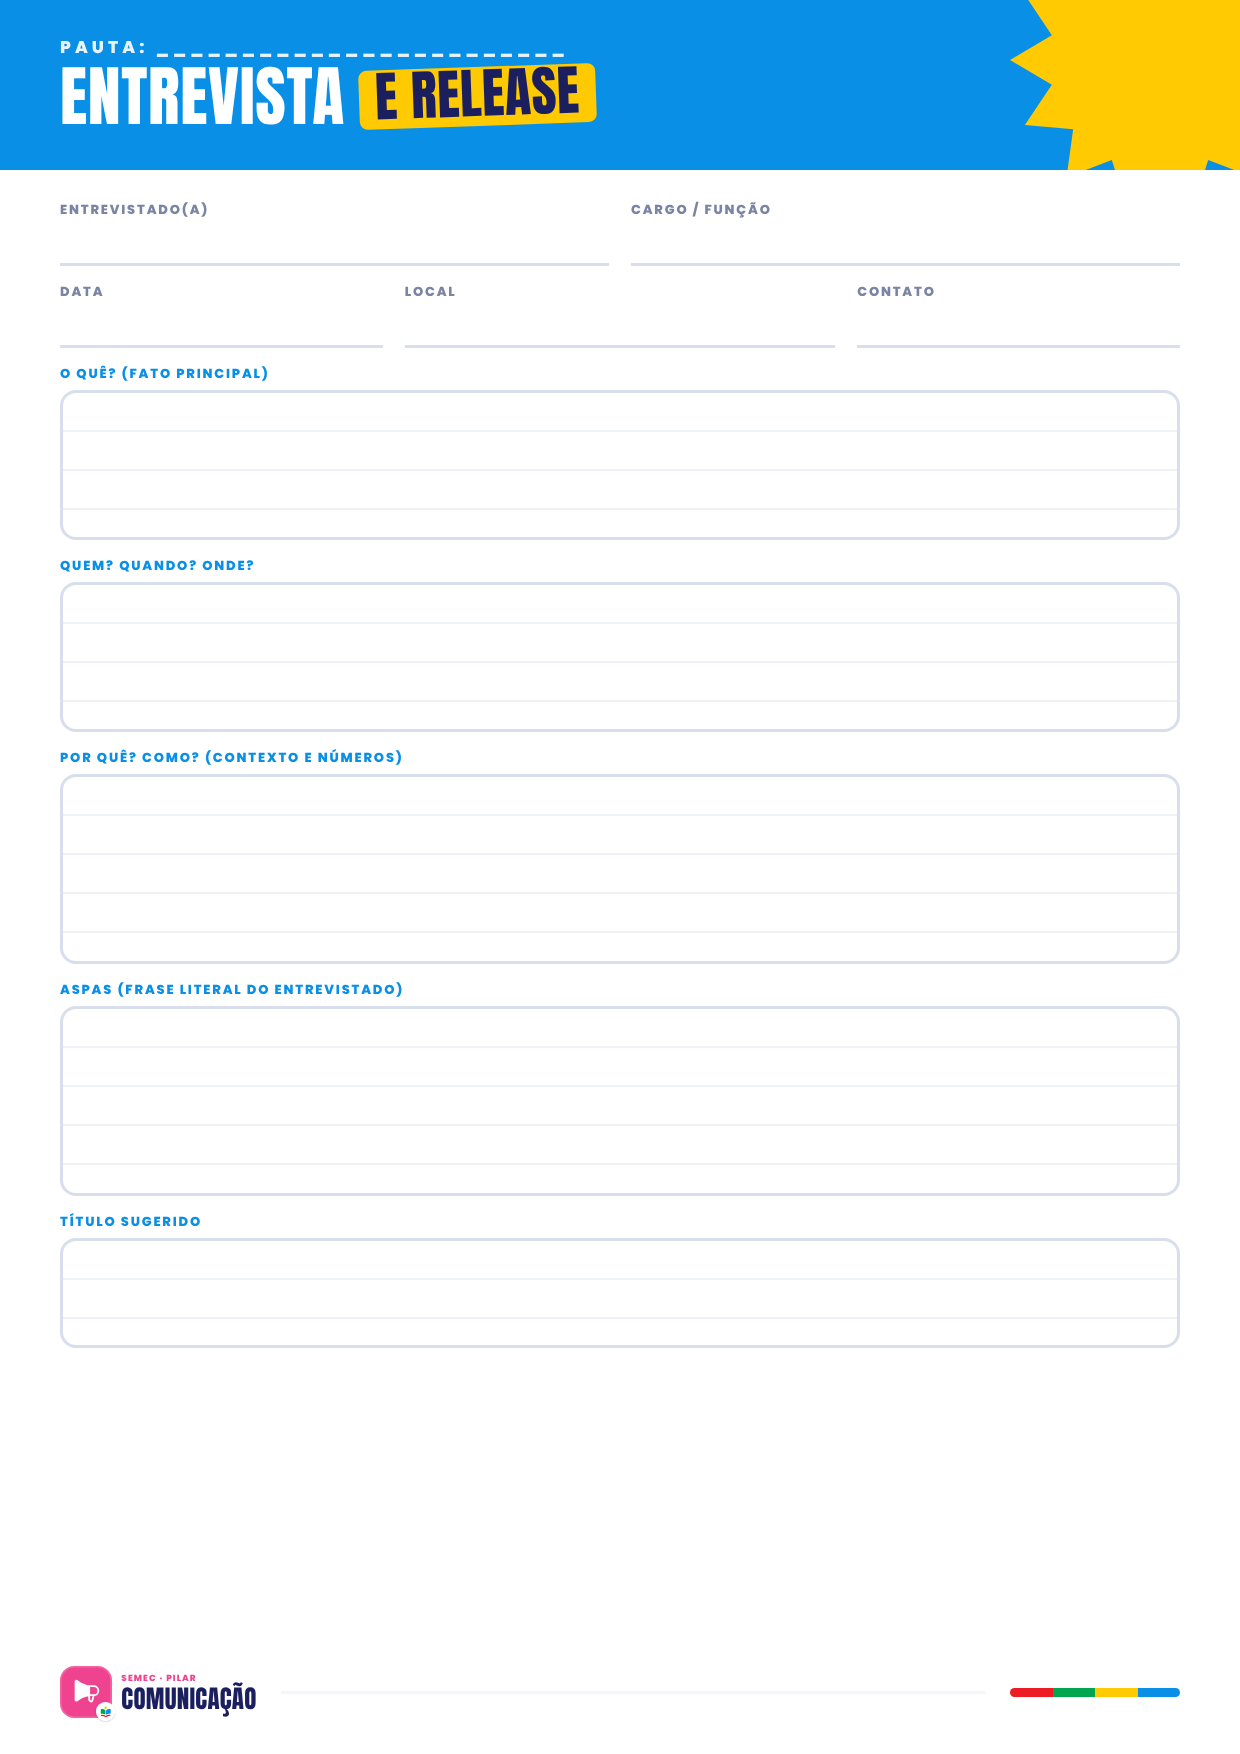 PAUTA: ________________________
ENTREVISTA E RELEASE
ENTREVISTADO(A) CARGO / FUNÇÃO
DATA LOCAL CONTATO
O QUÊ? (FATO PRINCIPAL)
QUEM? QUANDO? ONDE?
POR QUÊ? COMO? (CONTEXTO E NÚMEROS)
ASPAS (FRASE LITERAL DO ENTREVISTADO)
TÍTULO SUGERIDO
SEMEC · PILAR
COMUNICAÇÃO